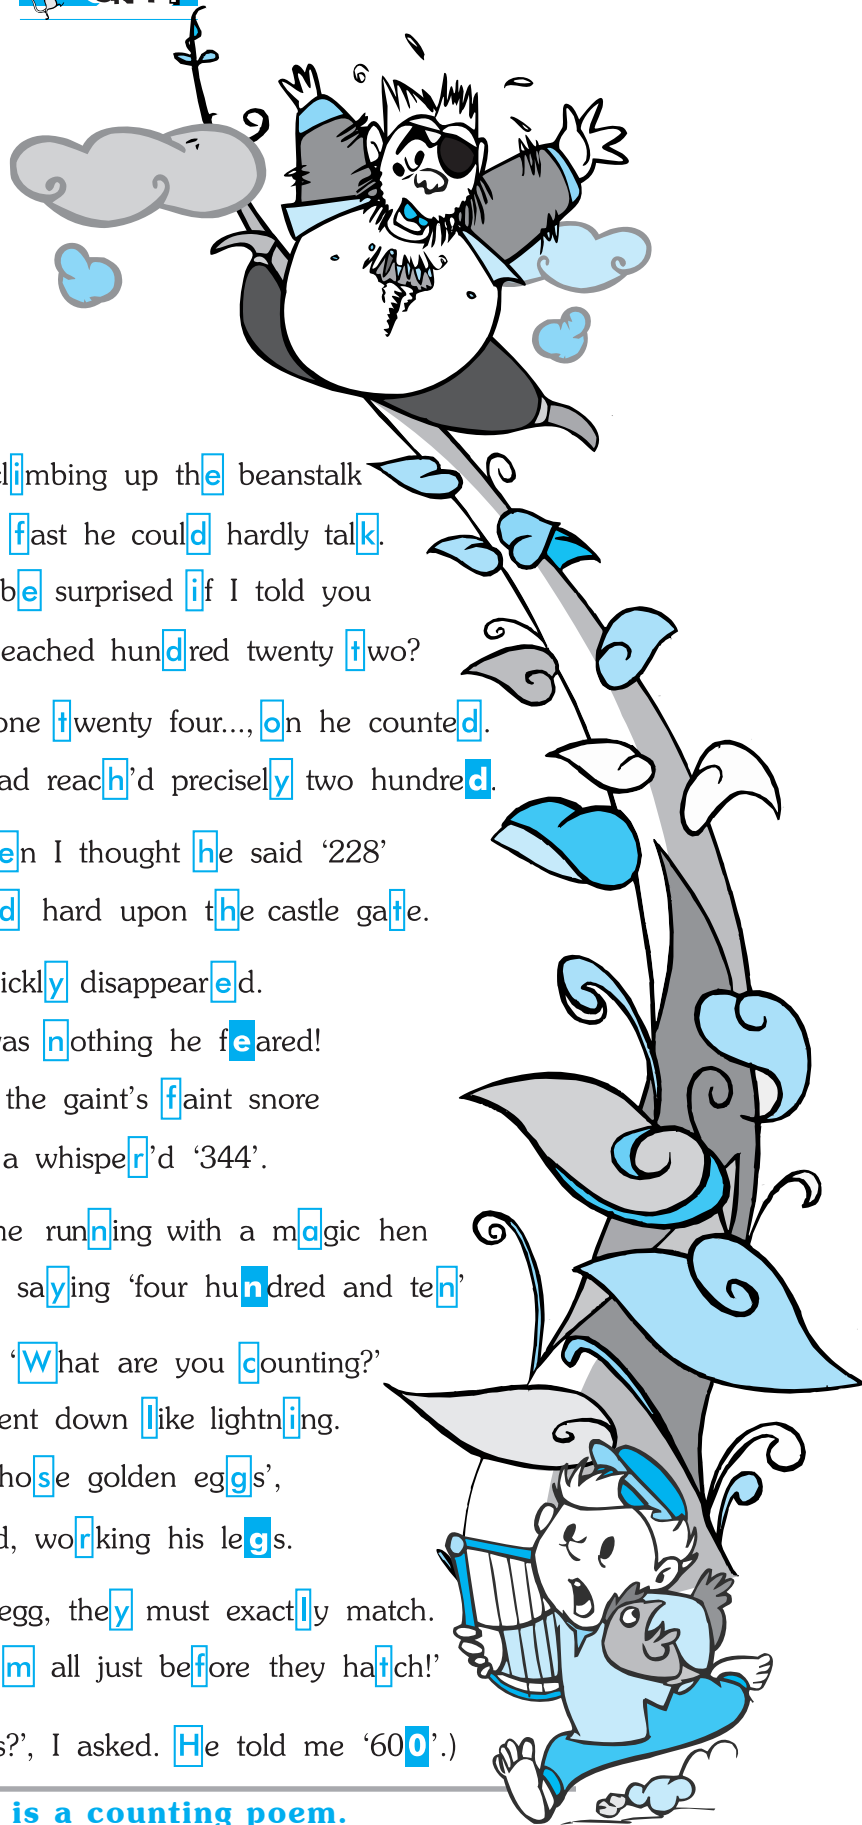 climbing up the beanstalk
fast he could hardly talk.
be surprised if I told you
eached hundred twenty two?
one twenty four..., on he counted.
ad reach'd precisely two hundred.
en I thought he said ‘228’
d hard upon the castle gate.
ickly disappeared.
was nothing he feared!
the gaint's faint snore
a whisper'd ‘344’.
ne running with a magic hen
saying ‘four hundred and ten’
‘What are you counting?’
ent down like lightning.
hose golden eggs’,
d, working his legs.
egg, they must exactly match.
m all just before they hatch!’
s?’, I asked. He told me ‘600’.)
is a counting poem.